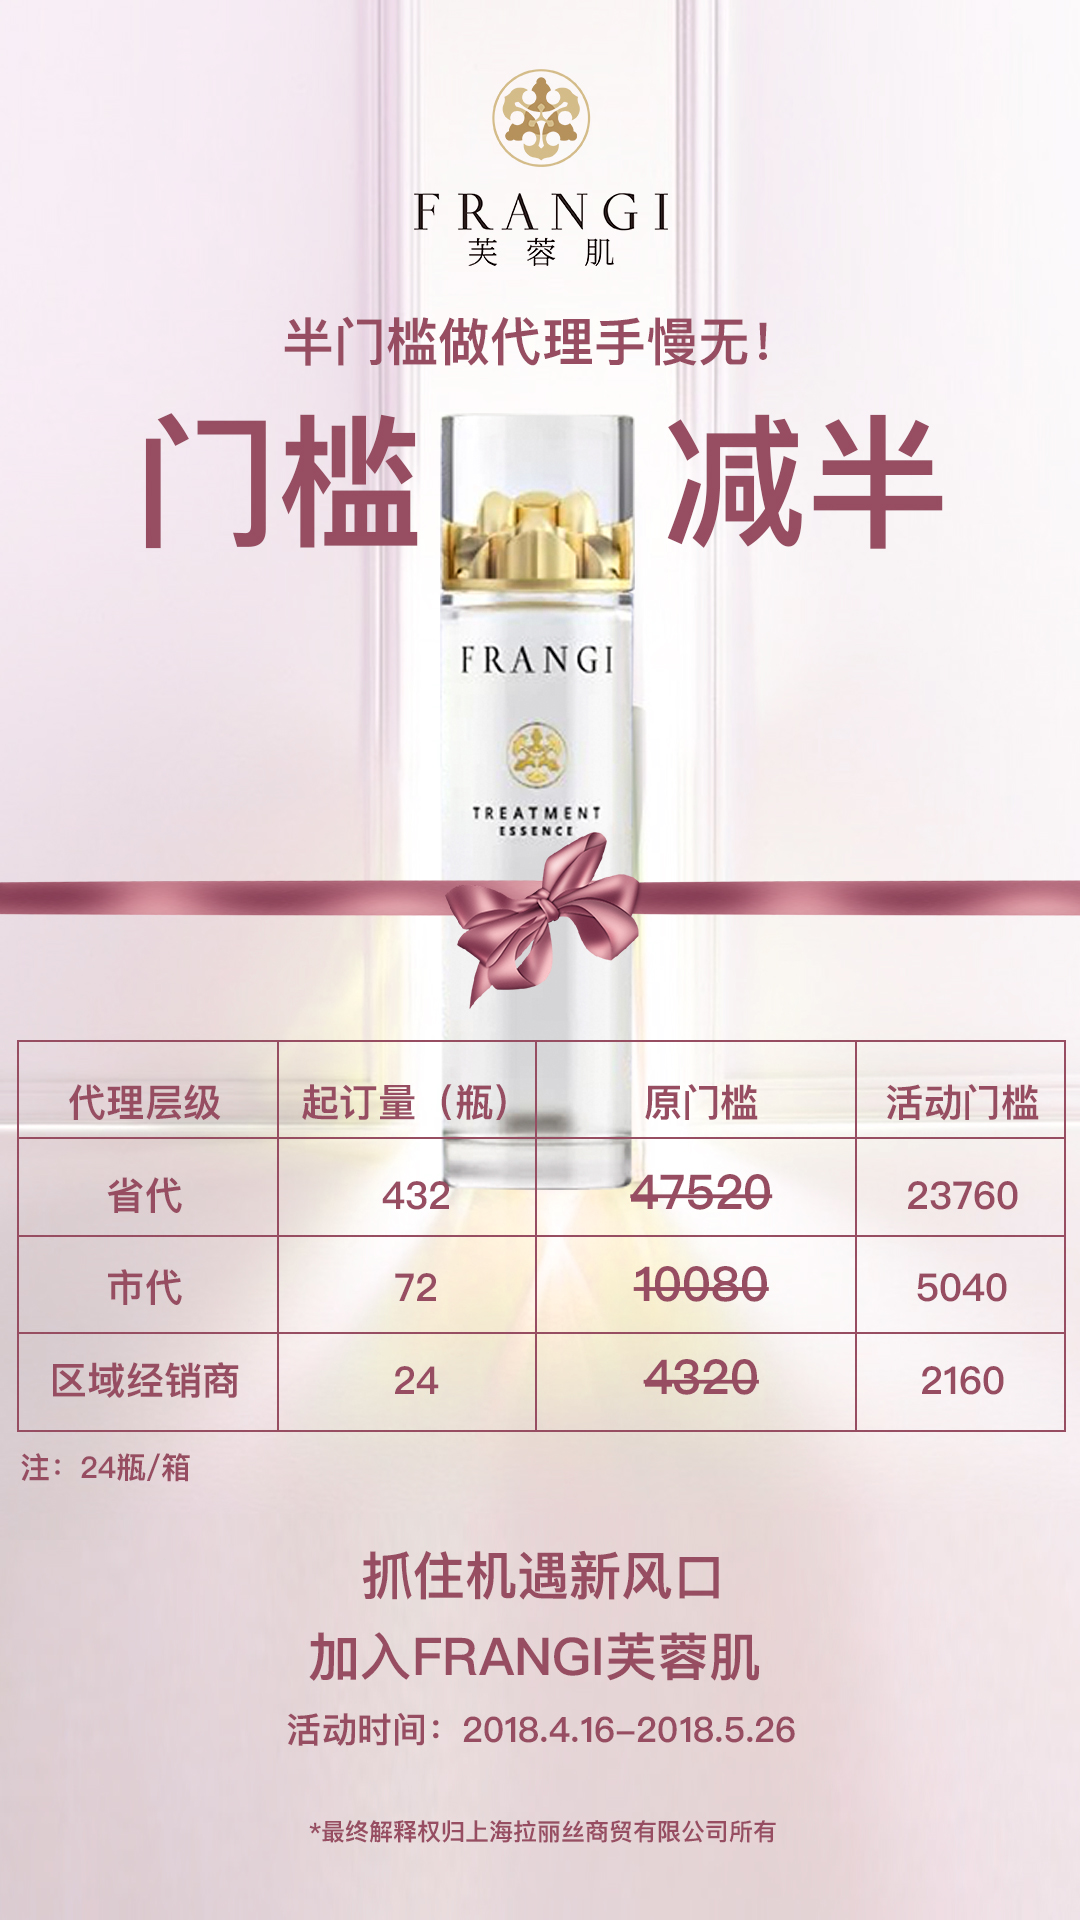 FRANGI
芙蓉肌
半门槛做代理手慢无！
门槛 减半
FRANGI
TREATMENT
ESSENCE
代理层级 起订量（瓶） 原门槛 活动门槛
省代 432 47520 23760
市代 72 10080 5040
区域经销商 24 4320 2160
注：24瓶/箱
抓住机遇新风口
加入FRANGI芙蓉肌
活动时间：2018.4.16-2018.5.26
*最终解释权归上海拉丽丝商贸有限公司所有